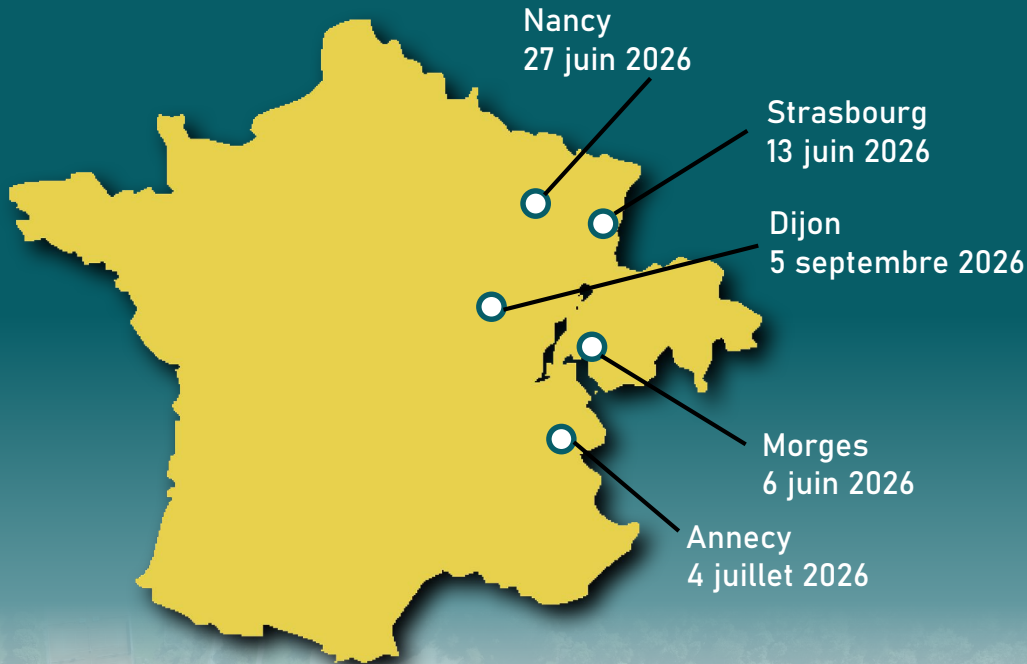 Nancy
27 juin 2026
Strasbourg
13 juin 2026
Dijon
5 septembre 2026
Morges
6 juin 2026
Annecy
4 juillet 2026